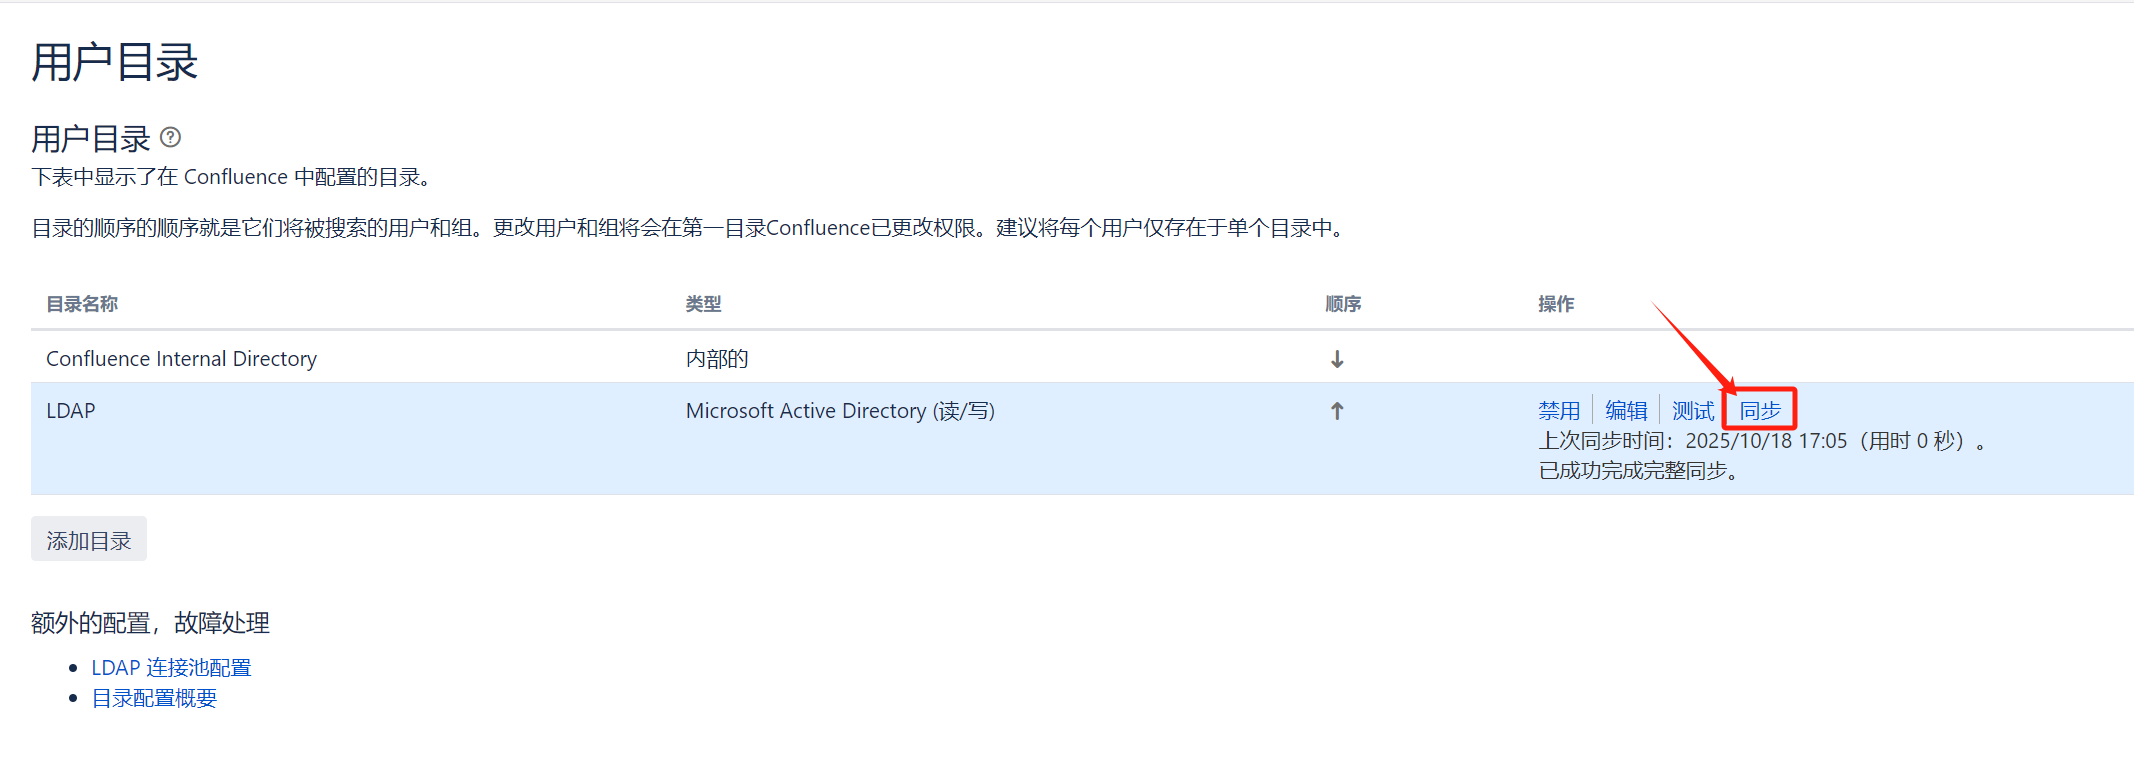 用户目录
用户目录 ?
下表中显示了在 Confluence 中配置的目录。
目录的顺序的顺序就是它们将被搜索的用户和组。更改用户和组将会在第一目录Confluence已更改权限。建议将每个用户仅存在于单个目录中。
目录名称 类型 顺序 操作
Confluence Internal Directory 内部的
LDAP Microsoft Active Directory (读/写) 禁用 编辑 测试 同步
上次同步时间：2025/10/18 17:05（用时 0 秒）。
已成功完成完整同步。
添加目录
额外的配置，故障处理
LDAP 连接池配置
目录配置概要